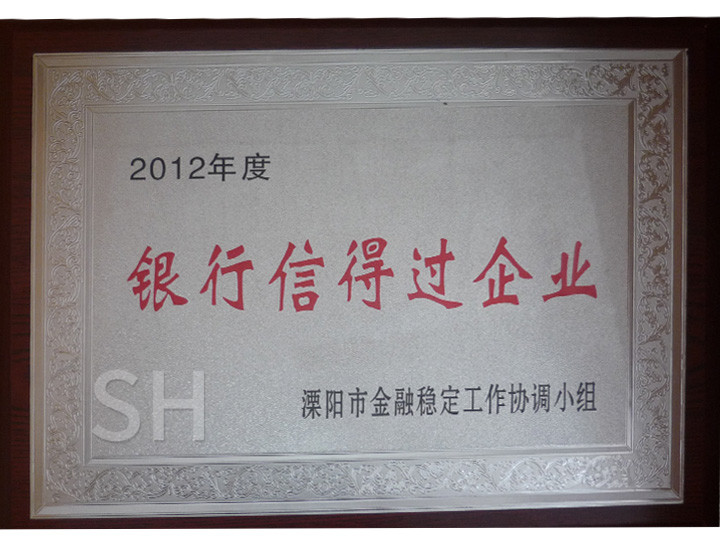 2012年度
银行信得过企业
SH
溧阳市金融稳定工作协调小组